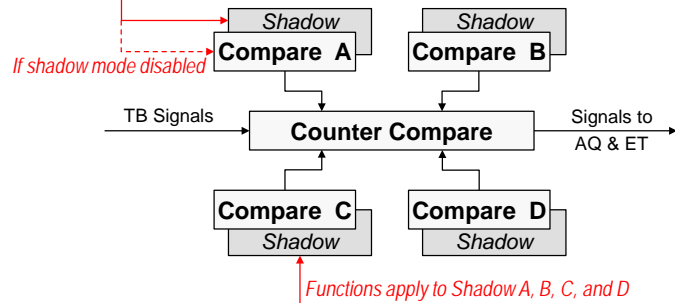 Shadow
Shadow
Compare A
Compare B
If shadow mode disabled
TB Signals
Counter Compare
Signals to
AQ & ET
Compare C
Compare D
Shadow
Shadow
Functions apply to Shadow A, B, C, and D